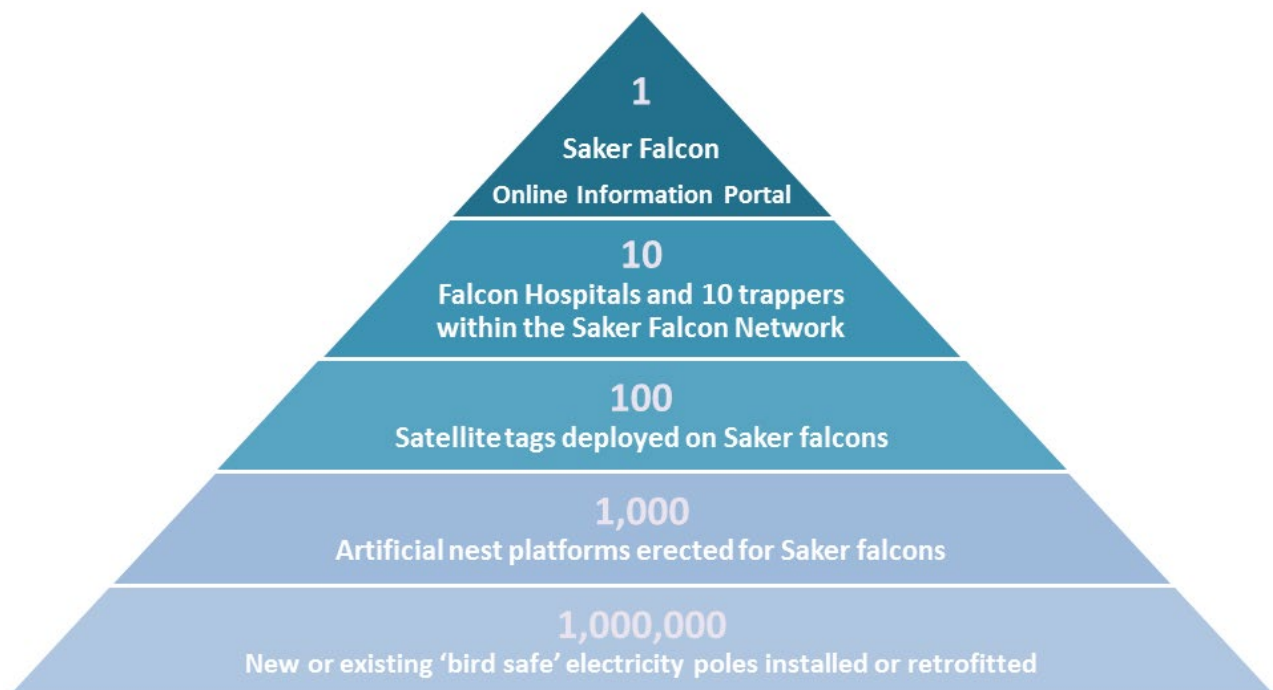 1
Saker Falcon
Online Information Portal
10
Falcon Hospitals and 10 trappers
within the Saker Falcon Network
100
Satellite tags deployed on Saker falcons
1,000
Artificial nest platforms erected for Saker falcons
1,000,000
New or existing ‘bird safe’ electricity poles installed or retrofitted